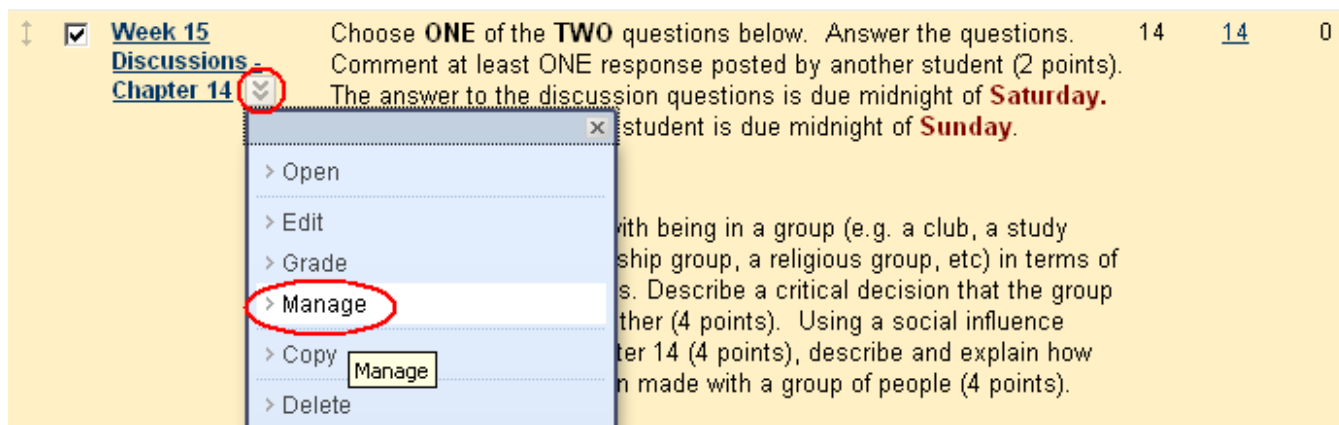 Week 15 Choose ONE of the TWO questions below. Answer the questions. 14 14 0
Discussions - Comment at least ONE response posted by another student (2 points).
Chapter 14 The answer to the discussion questions is due midnight of Saturday.
student is due midnight of Sunday.
> Open
> Edit
with being in a group (e.g. a club, a study
> Grade
ship group, a religious group, etc) in terms of
> Manage
s. Describe a critical decision that the group
ther (4 points). Using a social influence
> Copy
ter 14 (4 points), describe and explain how
Manage
n made with a group of people (4 points).
> Delete